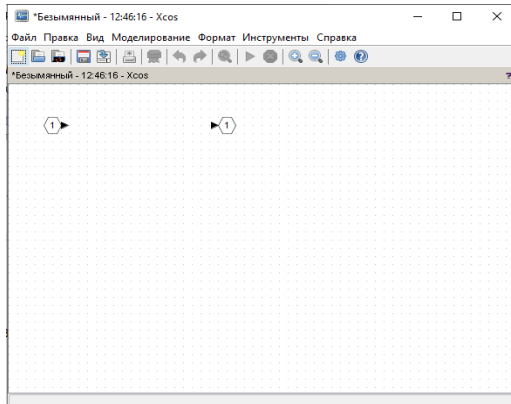 *Безымянный - 12:46:16 - Xcos
Файл Правка Вид Моделирование Формат Инструменты Справка
*Безымянный - 12:46:16 - Xcos ?
1 1